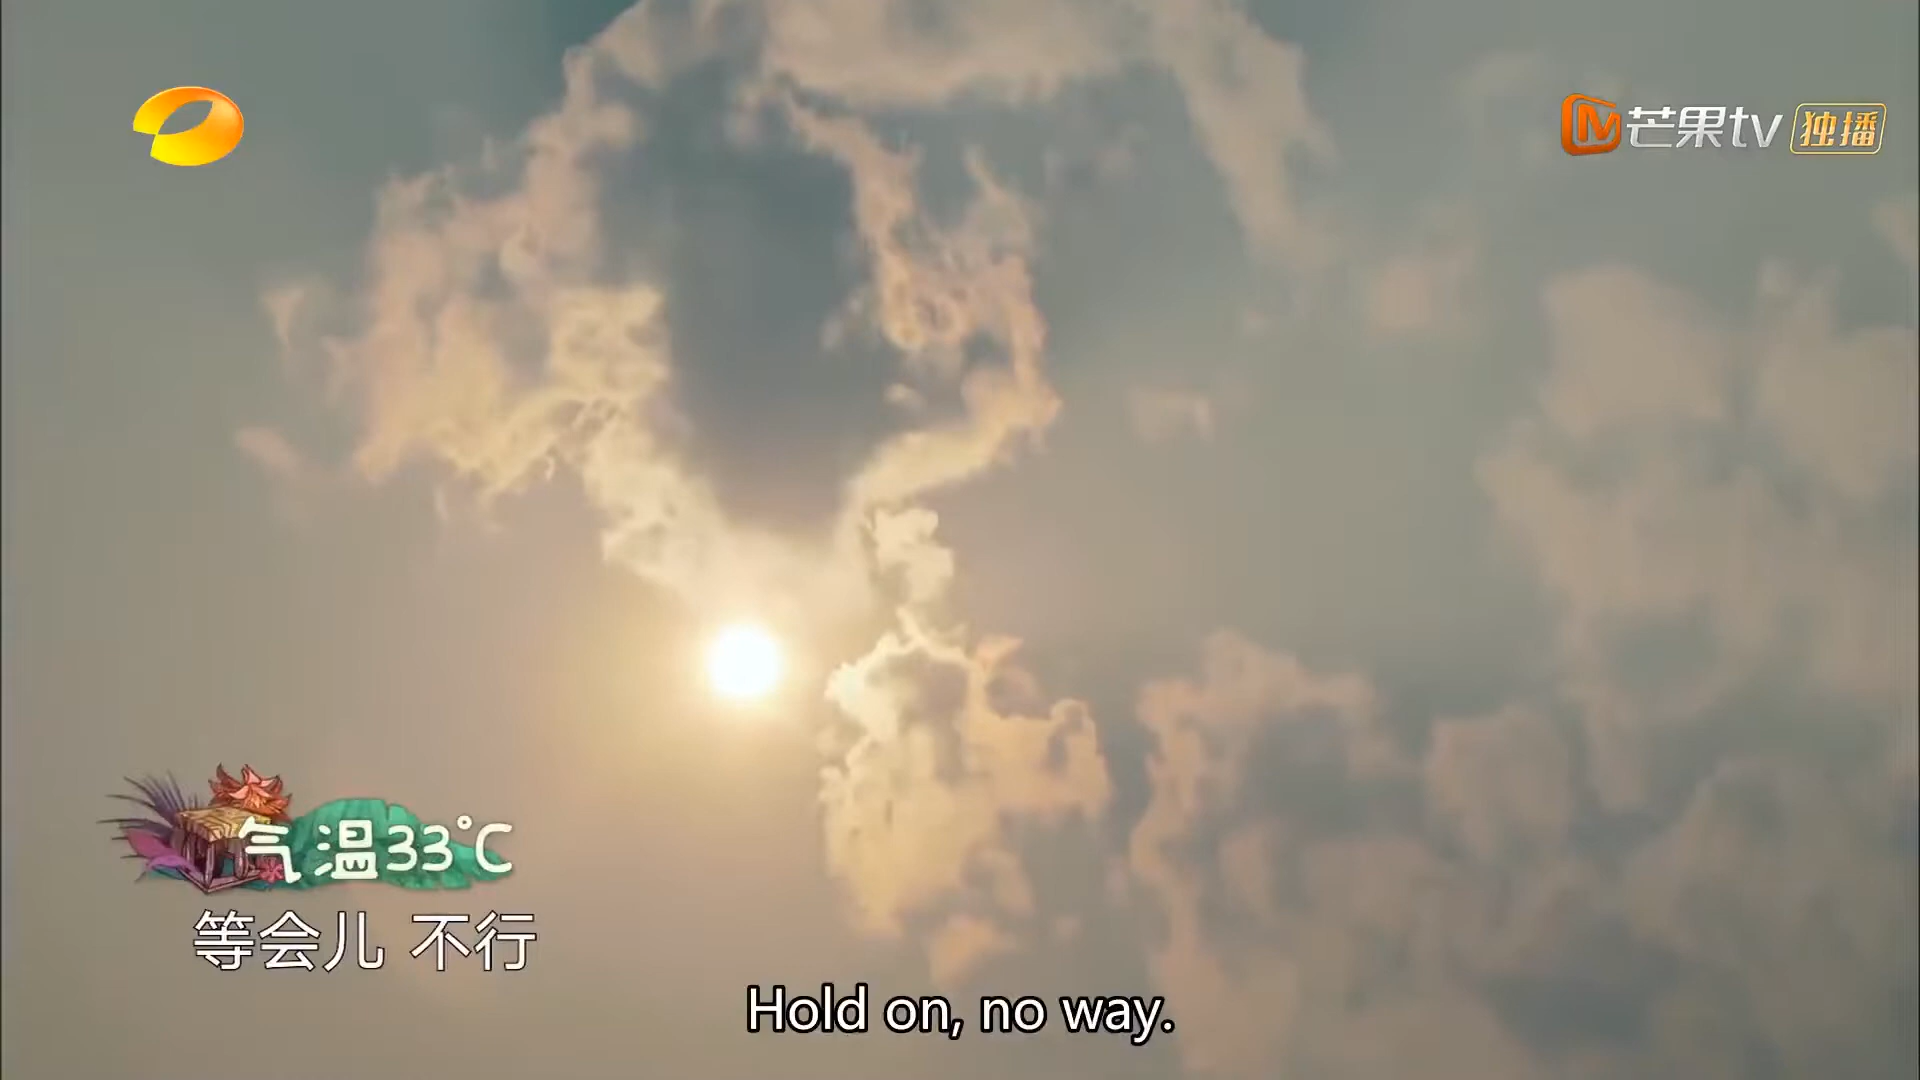 芒果tv 独播
气温33℃
等会儿 不行
Hold on, no way.